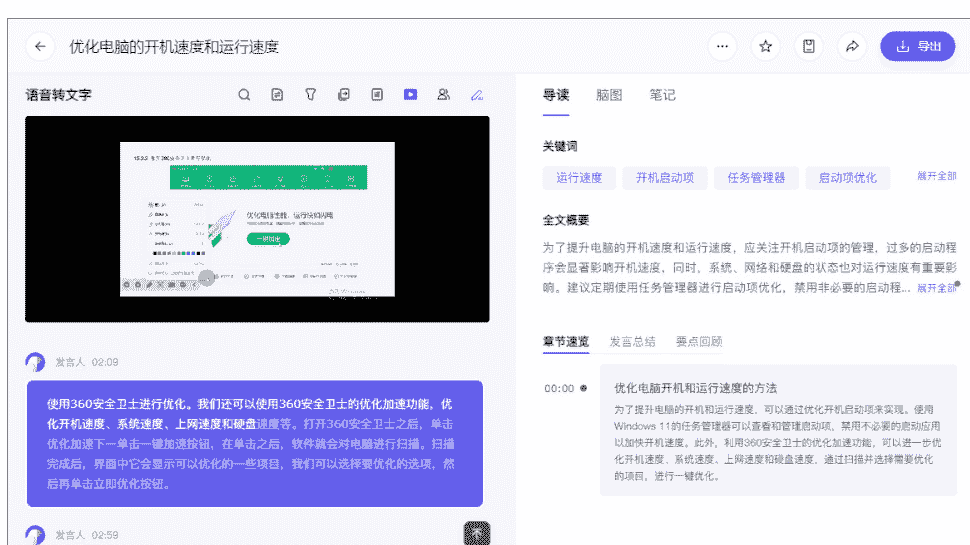 优化电脑的开机速度和运行速度
导出
语音转文字
导读 脑图 笔记
优化电脑性能，运行快如闪电
一键加速
发言人 02:09
使用360安全卫士进行优化。我们还可以使用360安全卫士的优化加速功能，优
化开机速度、系统速度、上网速度和硬盘速度等。打开360安全卫士之后，单击
优化加速下一单击一键加速按钮，在单击之后，软件就会对电脑进行扫描。扫描
完成后，界面中它会显示可以优化的一些项目，我们可以选择要优化的选项，然
后再单击立即优化按钮。
发言人 02:59
关键词
运行速度 开机启动项 任务管理器 启动项优化 展开全部
全文概要
为了提升电脑的开机速度和运行速度，应关注开机启动项的管理，过多的启动程
序会显著影响开机速度，同时，系统、网络和硬盘的状态也对运行速度有重要影
响。建议定期使用任务管理器进行启动项优化，禁用非必要的启动程... 展开全部
章节速览 发言总结 要点回顾
00:00 优化电脑开机和运行速度的方法
为了提升电脑的开机和运行速度，可以通过优化开机启动项来实现。使用
Windows 11的任务管理器可以查看和管理启动项，禁用不必要的启动应用
以加快开机速度。此外，利用360安全卫士的优化加速功能，可以进一步优
化开机速度、系统速度、上网速度和硬盘速度，通过扫描并选择需要优化
的项目，进行一键优化。